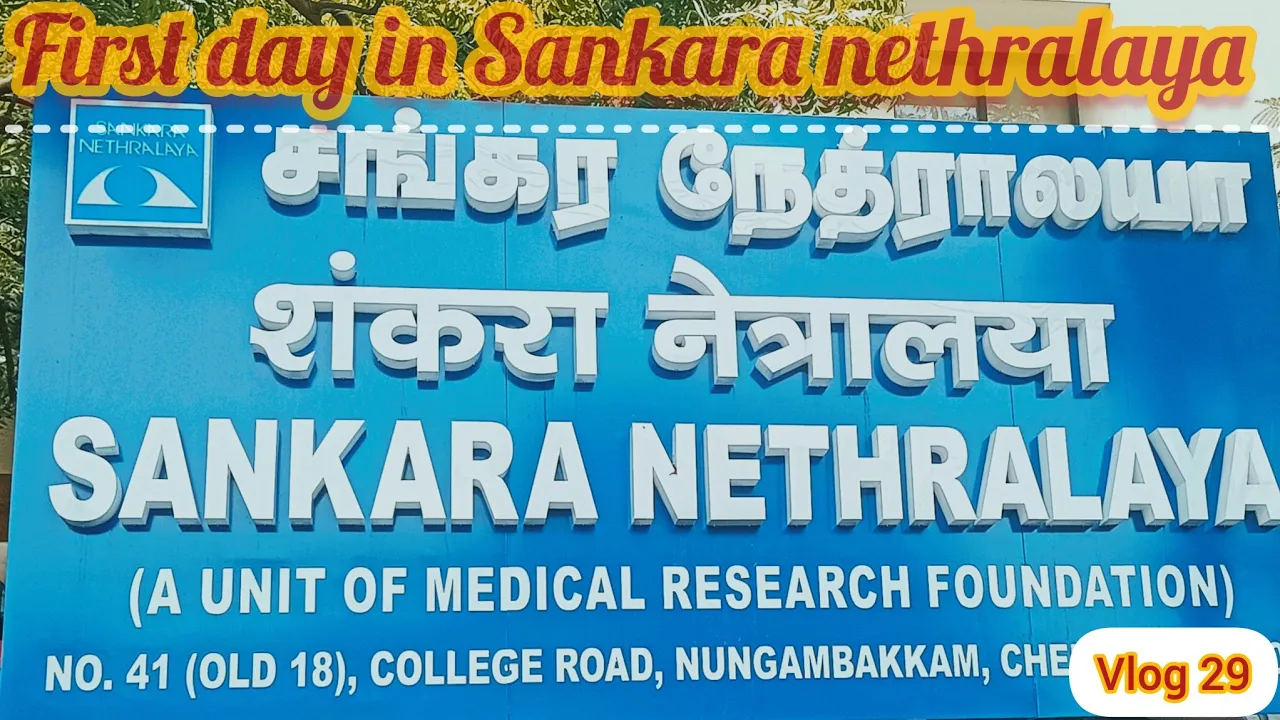 First day in Sankara nethralaya
SANKARA
NETHRALAYA
சங்கர நேத்ராலயா
शंकरा नेत्रालया
SANKARA NETHRALAYA
(A UNIT OF MEDICAL RESEARCH FOUNDATION)
NO. 41 (OLD 18), COLLEGE ROAD, NUNGAMBAKKAM,
Vlog 29